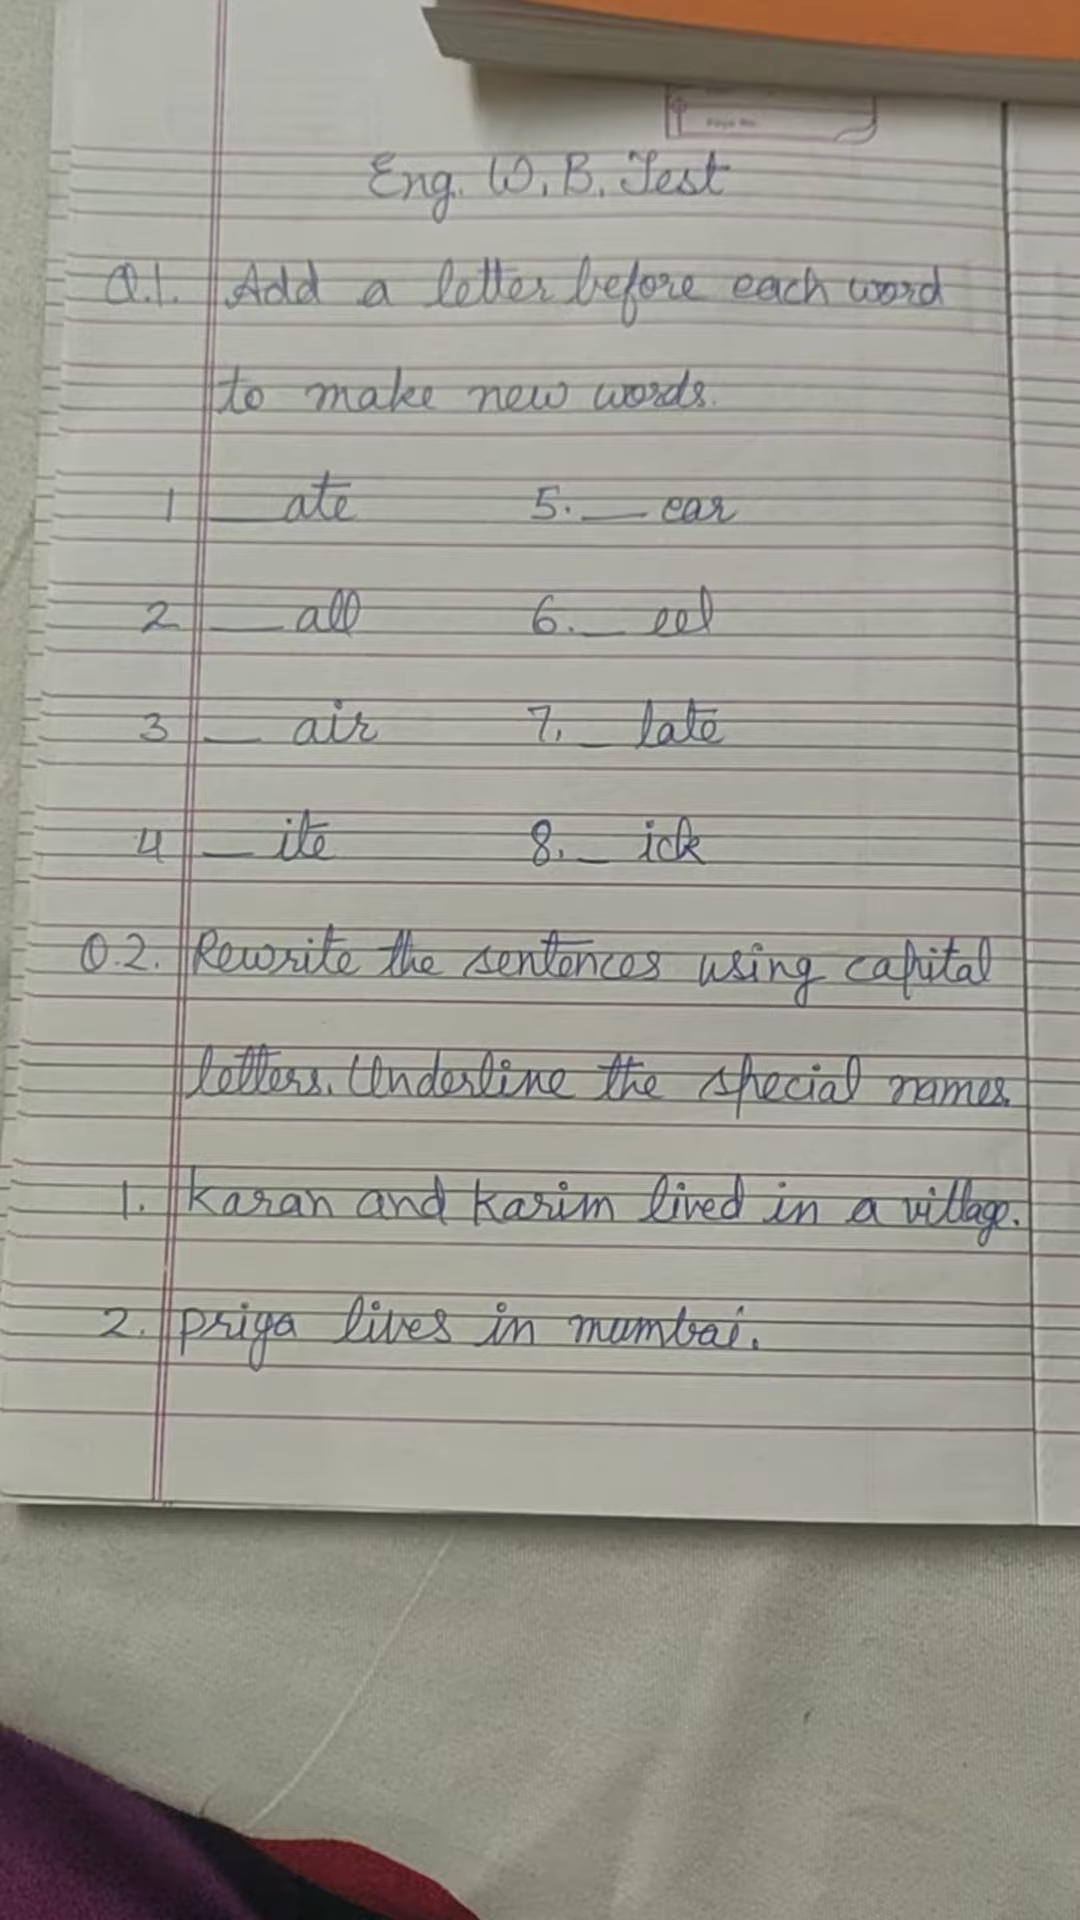 Eng. W. B. Test
Q.1. Add a letter before each word
to make new words.
1 __ ate 5. __ ear
2 __ all 6. __ eel
3 __ air 7. __ late
4 __ ite 8. __ ick
Q.2. Rewrite the sentences using capital
letters. Underline the special names.
1. karan and karim lived in a village.
2. priya lives in mumbai.